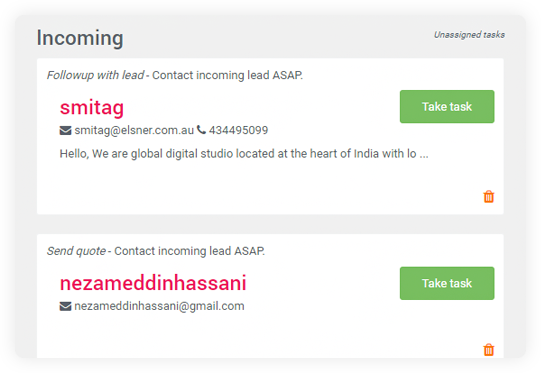 Incoming
Unassigned tasks
Followup with lead - Contact incoming lead ASAP.
smitag
Take task
smitag@elsner.com.au 434495099
Hello, We are global digital studio located at the heart of India with lo ...
Send quote - Contact incoming lead ASAP.
nezameddinhassani
Take task
nezameddinhassani@gmail.com